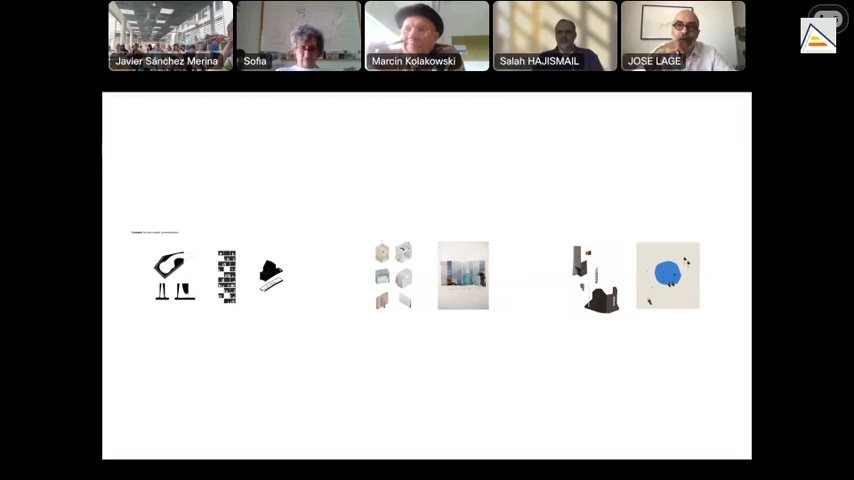 Javier Sánchez Merina
Sofia
Marcin Kolakowski
Salah HAJISMAIL
JOSE LAGE